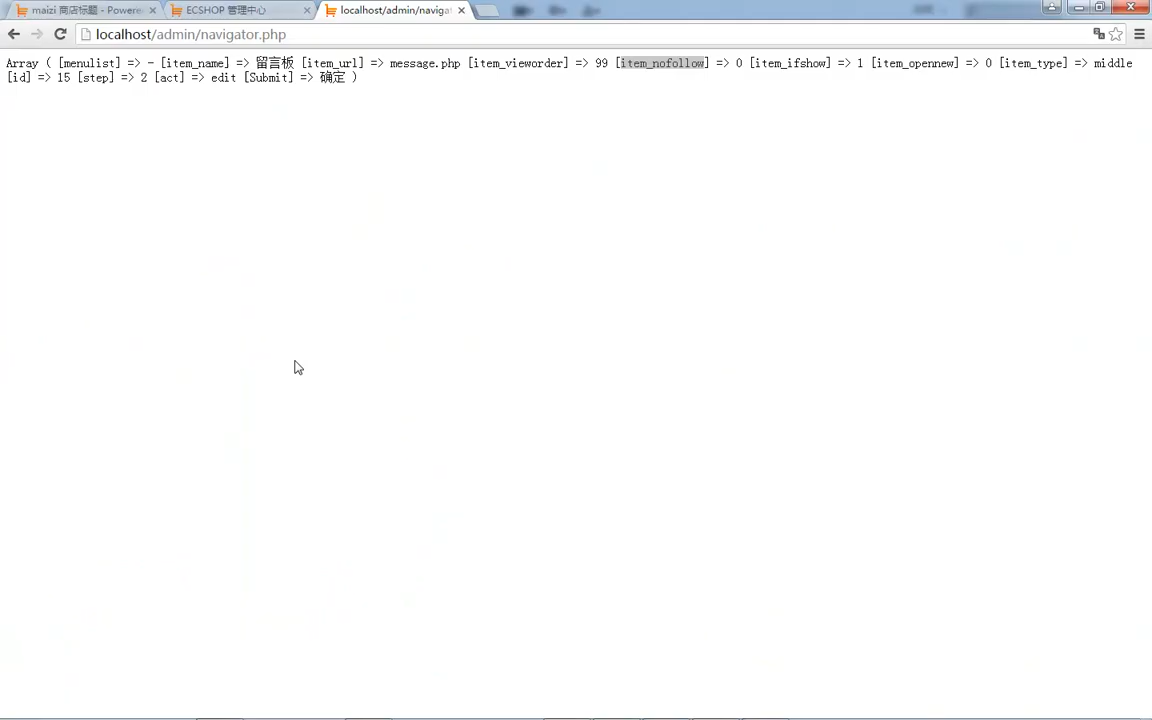 maizi 商店标题 - Powere
ECSHOP 管理中心
localhost/admin/naviga
localhost/admin/navigator.php
Array ( [menulist] => - [item_name] => 留言板 [item_url] => message.php [item_vieworder] => 99 [item_nofollow] => 0 [item_ifshow] => 1 [item_opennew] => 0 [item_type] => middle
[id] => 15 [step] => 2 [act] => edit [Submit] => 确定 )